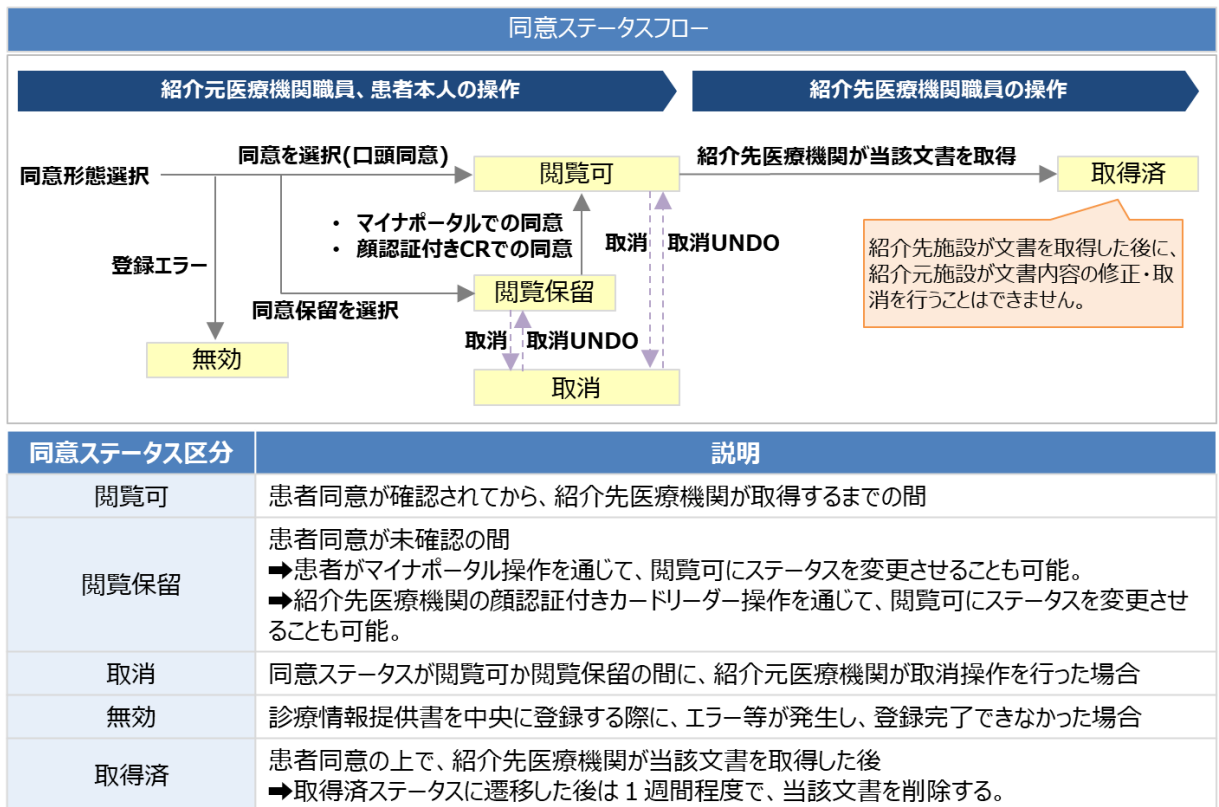 同意ステータスフロー
紹介元医療機関職員、患者本人の操作
紹介先医療機関職員の操作
同意形態選択
同意を選択(口頭同意)
閲覧可
紹介先医療機関が当該文書を取得
取得済
・ マイナポータルでの同意
・ 顔認証付きCRでの同意
取消
取消UNDO
紹介先施設が文書を取得した後に、
紹介元施設が文書内容の修正・取
消を行うことはできません。
登録エラー
閲覧保留
同意保留を選択
取消
取消UNDO
無効
取消
同意ステータス区分
説明
閲覧可
患者同意が確認されてから、紹介先医療機関が取得するまでの間
閲覧保留
患者同意が未確認の間
➡患者がマイナポータル操作を通じて、閲覧可にステータスを変更させることも可能。
➡紹介先医療機関の顔認証付きカードリーダー操作を通じて、閲覧可にステータスを変更させ
ることも可能。
取消
同意ステータスが閲覧可か閲覧保留の間に、紹介元医療機関が取消操作を行った場合
無効
診療情報提供書を中央に登録する際に、エラー等が発生し、登録完了できなかった場合
取得済
患者同意の上で、紹介先医療機関が当該文書を取得した後
➡取得済ステータスに遷移した後は1週間程度で、当該文書を削除する。